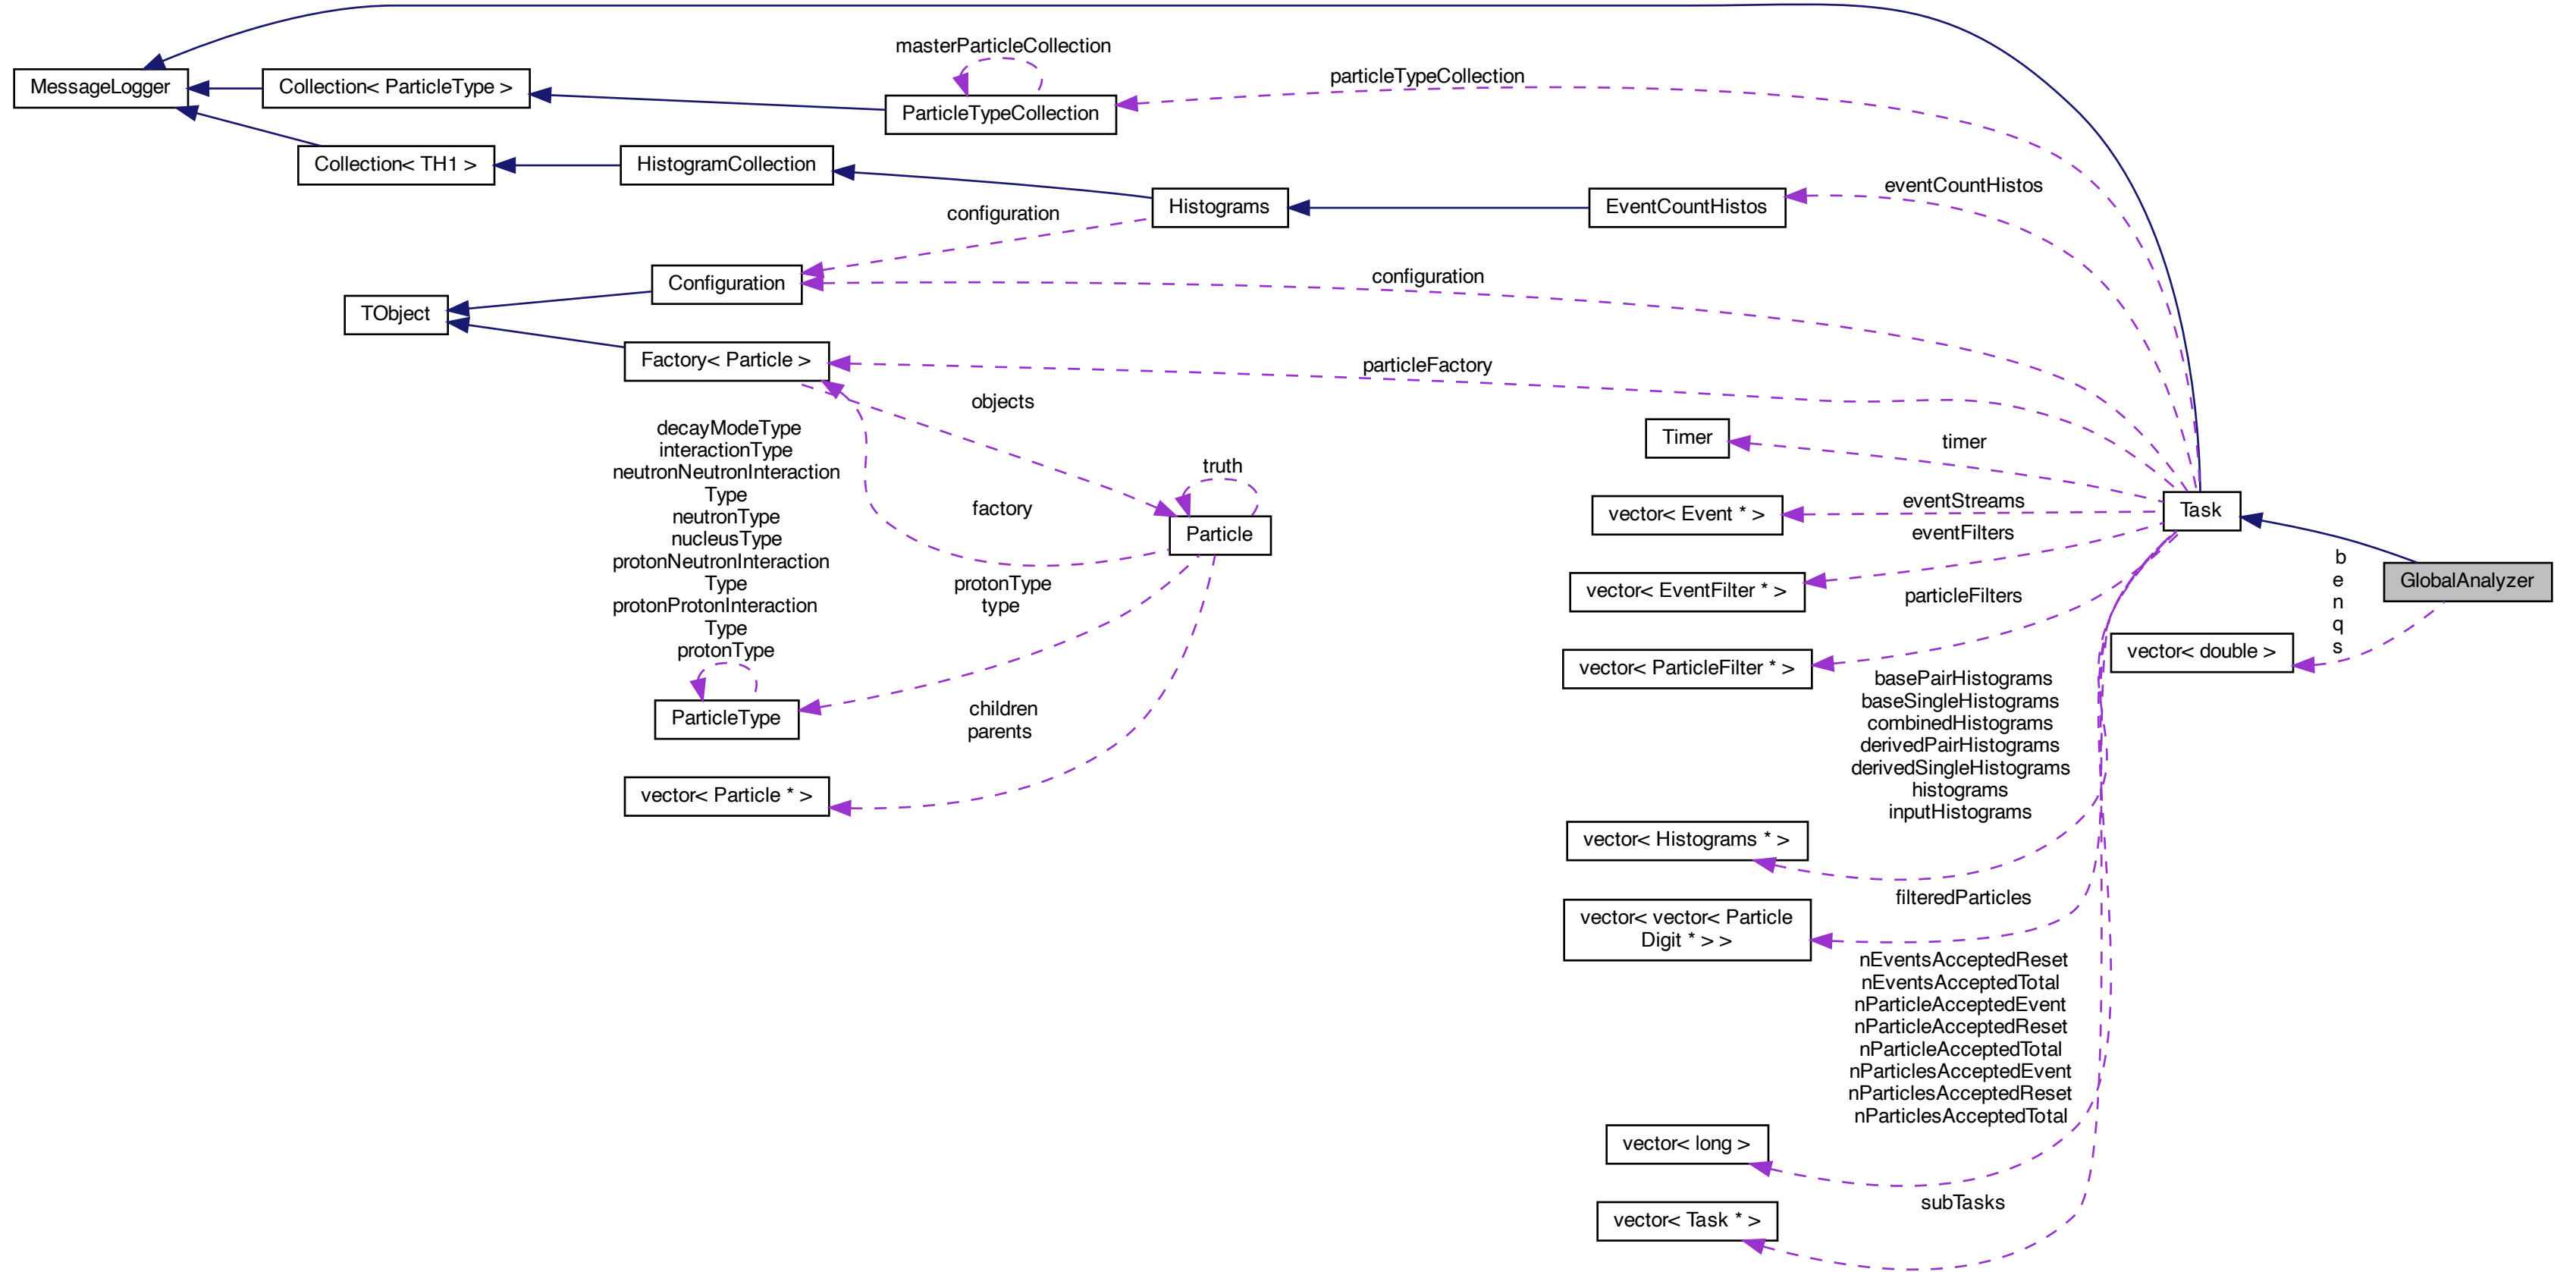 masterParticleCollection
particleTypeCollection
MessageLogger
Collection< ParticleType >
ParticleTypeCollection
Collection< TH1 >
HistogramCollection
eventCountHistos
Histograms
EventCountHistos
configuration
configuration
Configuration
TObject
Factory< Particle >
particleFactory
objects
decayModeType
interactionType
neutronNeutronInteraction
Type
neutronType
nucleusType
protonNeutronInteraction
Type
protonProtonInteraction
Type
protonType
truth
factory
Particle
protonType
type
ParticleType
children
parents
vector< Particle * >
Timer
timer
vector< Event * >
eventStreams
Task
eventFilters
vector< EventFilter * >
particleFilters
vector< ParticleFilter * >
b
e
n
q
s
GlobalAnalyzer
vector< double >
basePairHistograms
baseSingleHistograms
combinedHistograms
derivedPairHistograms
derivedSingleHistograms
histograms
inputHistograms
vector< Histograms * >
filteredParticles
vector< vector< Particle
Digit * > >
nEventsAcceptedReset
nEventsAcceptedTotal
nParticleAcceptedEvent
nParticleAcceptedReset
nParticleAcceptedTotal
nParticlesAcceptedEvent
nParticlesAcceptedReset
nParticlesAcceptedTotal
vector< long >
subTasks
vector< Task * >